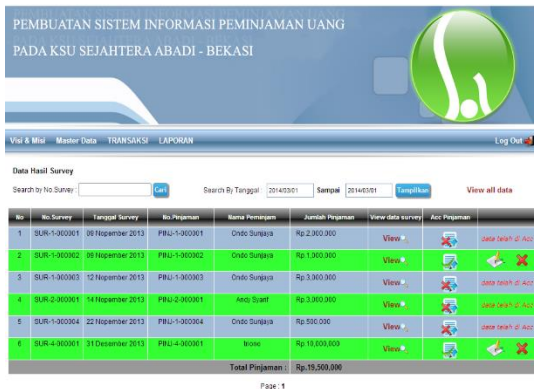 PEMBUATAN SISTEM INFORMASI PEMINJAMAN UANG
PADA KSU SEJAHTERA ABADI - BEKASI
Visi & Misi Master Data TRANSAKSI LAPORAN Log Out
Data Hasil Survey
Search by No.Survey : Cari Search By Tanggal : 2014/03/01 Sampai 2014/03/01 Tampilkan View all data
No No.Survey Tanggal Survey No.Pinjaman Nama Peminjam Jumlah Pinjaman View data survey Acc Pinjaman
1 SUR-1-000001 09 Nopember 2013 PINJ-1-000001 Ondo Sunjaya Rp.2,000,000 View data telah di Acc
2 SUR-1-000002 09 Nopember 2013 PINJ-1-000002 Ondo Sunjaya Rp.1,000,000 View
3 SUR-1-000003 12 Nopember 2013 PINJ-1-000003 Ondo Sunjaya Rp.3,000,000 View data telah di Acc
4 SUR-2-000001 14 Nopember 2013 PINJ-2-000001 Andy Syarif Rp.3,000,000 View data telah di Acc
5 SUR-1-000004 22 Nopember 2013 PINJ-1-000004 Ondo Sunjaya Rp.500,000 View data telah di Acc
6 SUR-4-000001 31 Desember 2013 PINJ-4-000001 Rp.10,000,000 View
Total Pinjaman : Rp.19,500,000
Page : 1